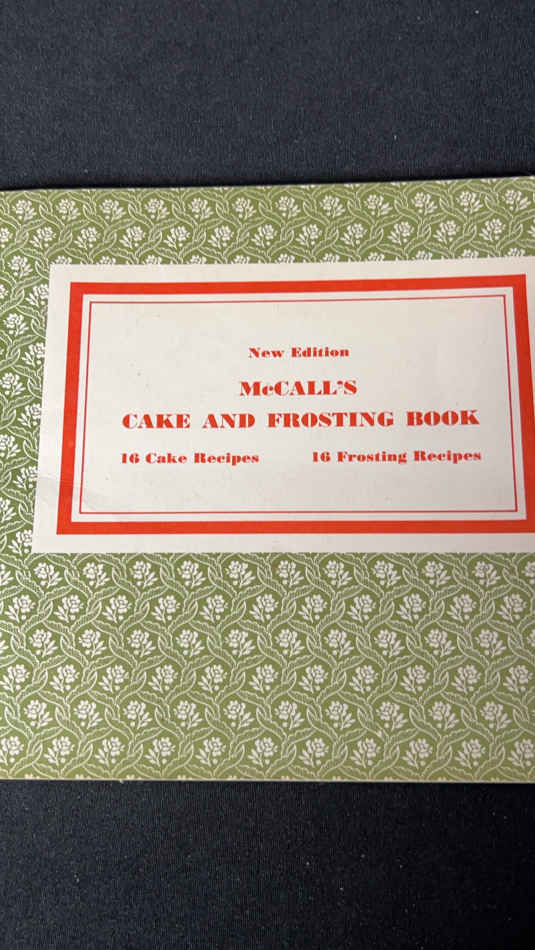 New Edition
McCALL'S
CAKE AND FROSTING BOOK
16 Cake Recipes 16 Frosting Recipes